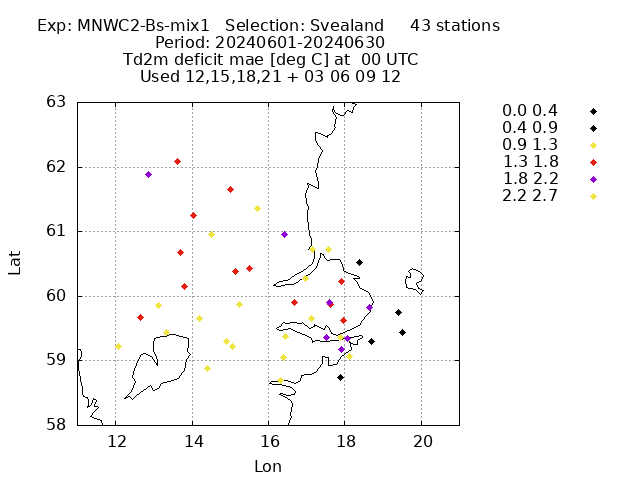 Exp: MNWC2-Bs-mix1   Selection: Svealand     43 stations
Period: 20240601-20240630
Td2m deficit mae [deg C] at  00 UTC
Used 12,15,18,21 + 03 06 09 12
63
62
61
60
59
58
Lat
12 14 16 18 20
Lon
0.0 0.4
0.4 0.9
0.9 1.3
1.3 1.8
1.8 2.2
2.2 2.7